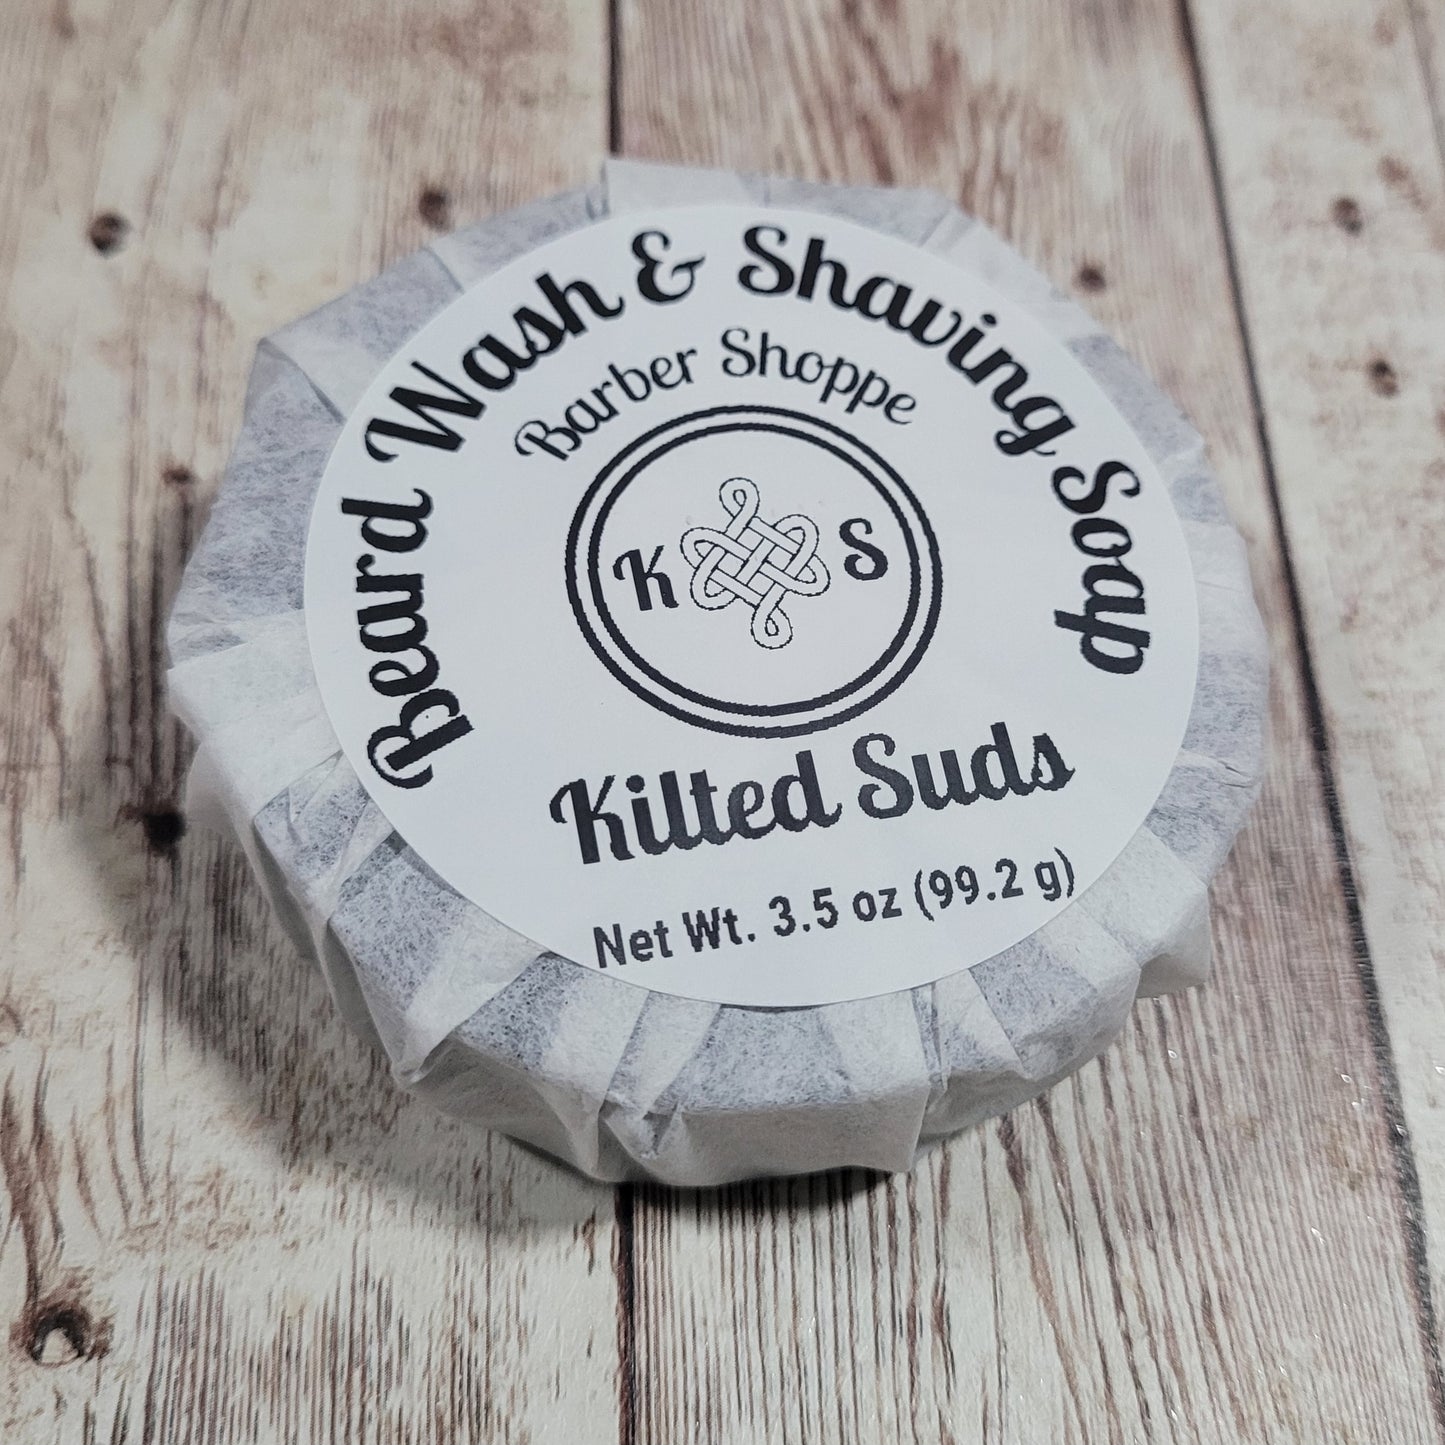 Beard Wash & Shaving Soap
Barber Shoppe
K S
Kilted Suds
Net Wt. 3.5 oz (99.2 g)